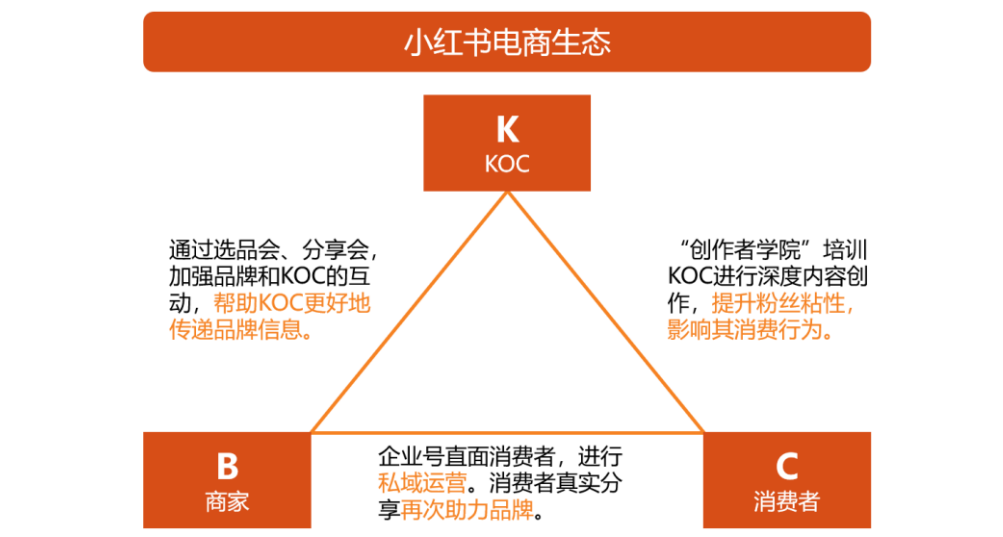 小红书电商生态
K
KOC
通过选品会、分享会，
加强品牌和KOC的互
动，帮助KOC更好地
传递品牌信息。
“创作者学院”培训
KOC进行深度内容创
作，提升粉丝粘性，
影响其消费行为。
B
商家
企业号直面消费者，进行
私域运营。消费者真实分
享再次助力品牌。
C
消费者